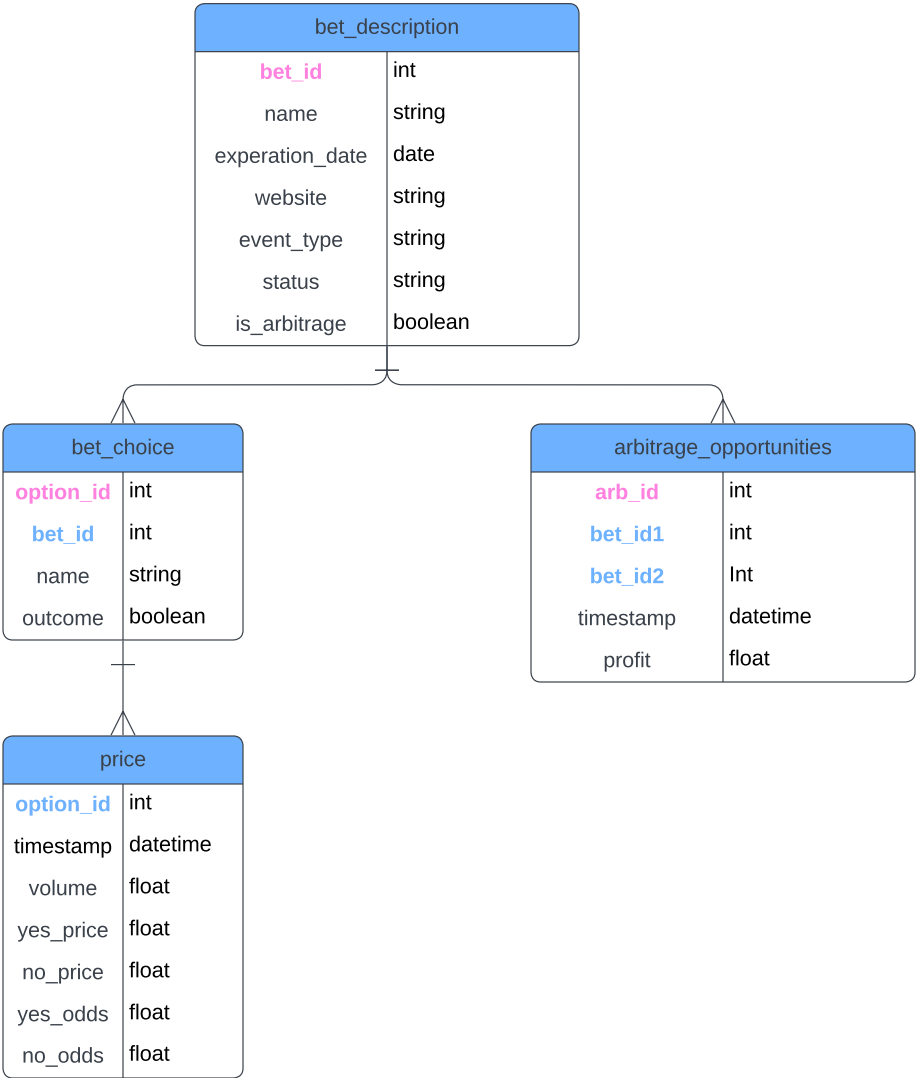 bet_description
bet_id int
name string
experation_date date
website string
event_type string
status string
is_arbitrage boolean
bet_choice
option_id int
bet_id int
name string
outcome boolean
arbitrage_opportunities
arb_id int
bet_id1 int
bet_id2 Int
timestamp datetime
profit float
price
option_id int
timestamp datetime
volume float
yes_price float
no_price float
yes_odds float
no_odds float